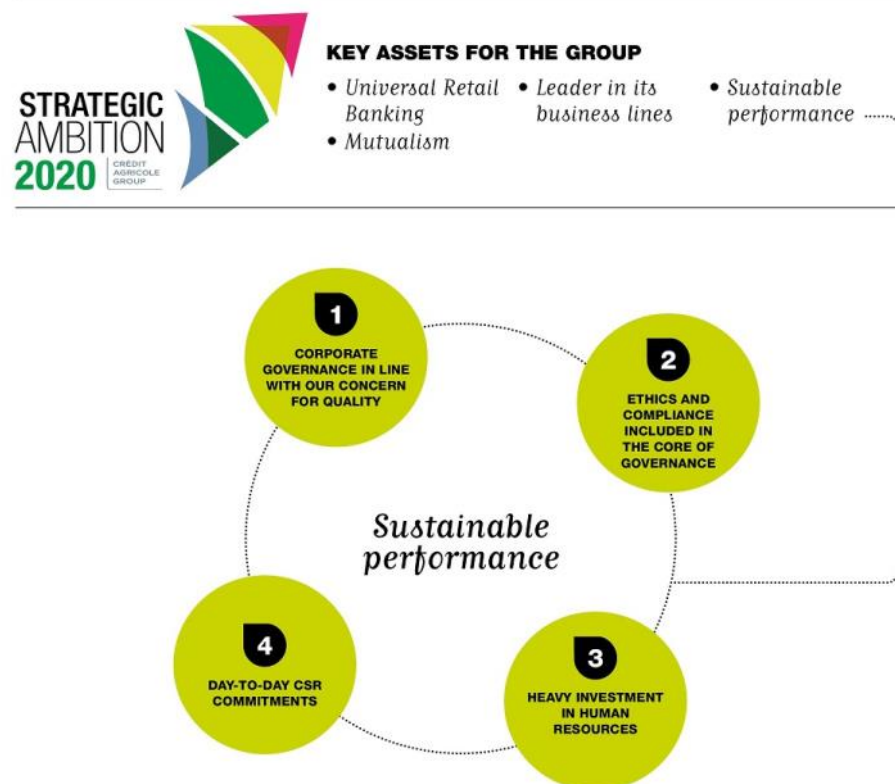 STRATEGIC
AMBITION
2020
CRÉDIT
AGRICOLE
GROUP
KEY ASSETS FOR THE GROUP
• Universal Retail
Banking
• Mutualism
• Leader in its
business lines
• Sustainable
performance
1
CORPORATE
GOVERNANCE IN LINE
WITH OUR CONCERN
FOR QUALITY
2
ETHICS AND
COMPLIANCE
INCLUDED IN
THE CORE OF
GOVERNANCE
Sustainable
performance
3
HEAVY INVESTMENT
IN HUMAN
RESOURCES
4
DAY-TO-DAY CSR
COMMITMENTS